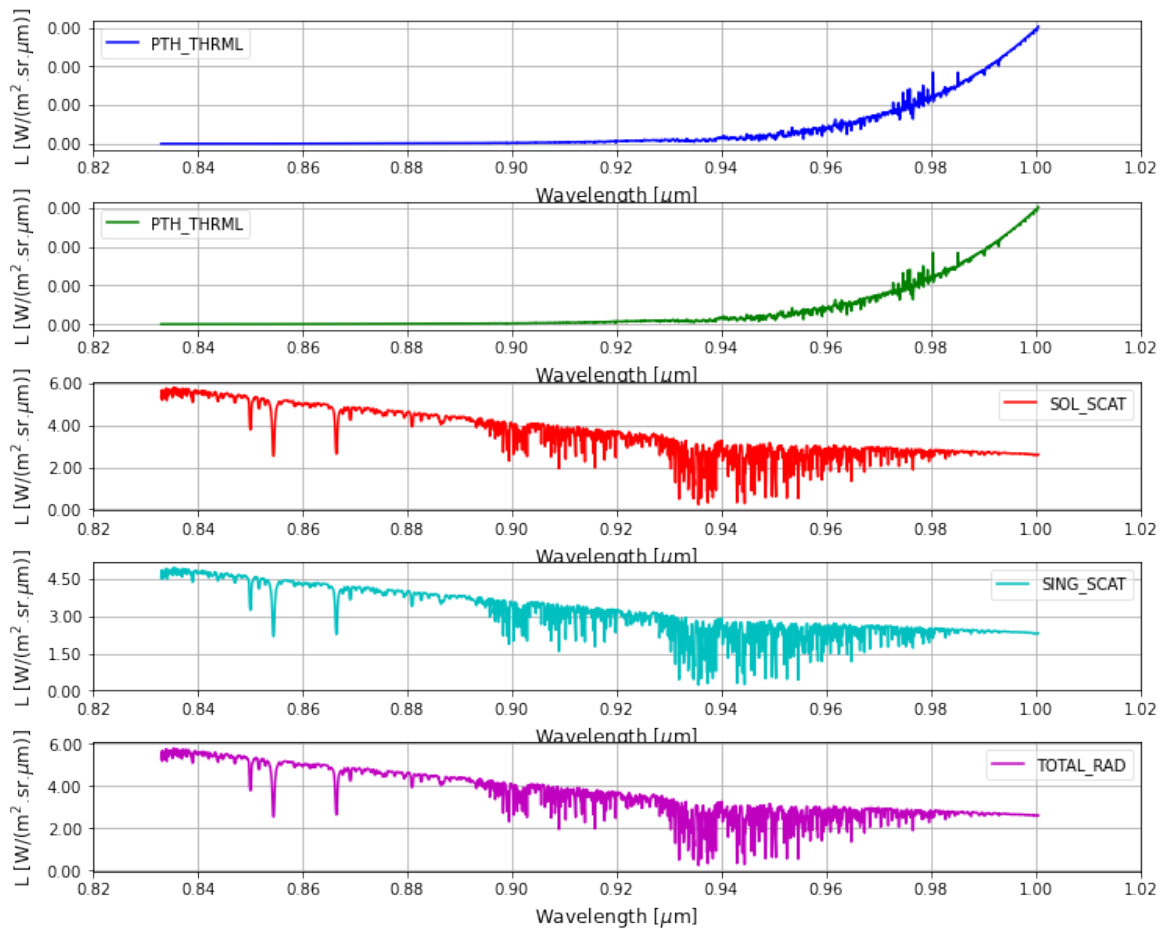 L [W/(m².sr.μm)]
0.00
0.00
0.00
0.00
PTH_THRML
0.82 0.84 0.86 0.88 0.90 0.92 0.94 0.96 0.98 1.00 1.02
Wavelength [μm]
L [W/(m².sr.μm)]
0.00
0.00
0.00
0.00
PTH_THRML
0.82 0.84 0.86 0.88 0.90 0.92 0.94 0.96 0.98 1.00 1.02
Wavelength [μm]
L [W/(m².sr.μm)]
6.00
4.00
2.00
0.00
SOL_SCAT
0.82 0.84 0.86 0.88 0.90 0.92 0.94 0.96 0.98 1.00 1.02
Wavelength [μm]
L [W/(m².sr.μm)]
4.50
3.00
1.50
0.00
SING_SCAT
0.82 0.84 0.86 0.88 0.90 0.92 0.94 0.96 0.98 1.00 1.02
Wavelength [μm]
L [W/(m².sr.μm)]
6.00
4.00
2.00
0.00
TOTAL_RAD
0.82 0.84 0.86 0.88 0.90 0.92 0.94 0.96 0.98 1.00 1.02
Wavelength [μm]